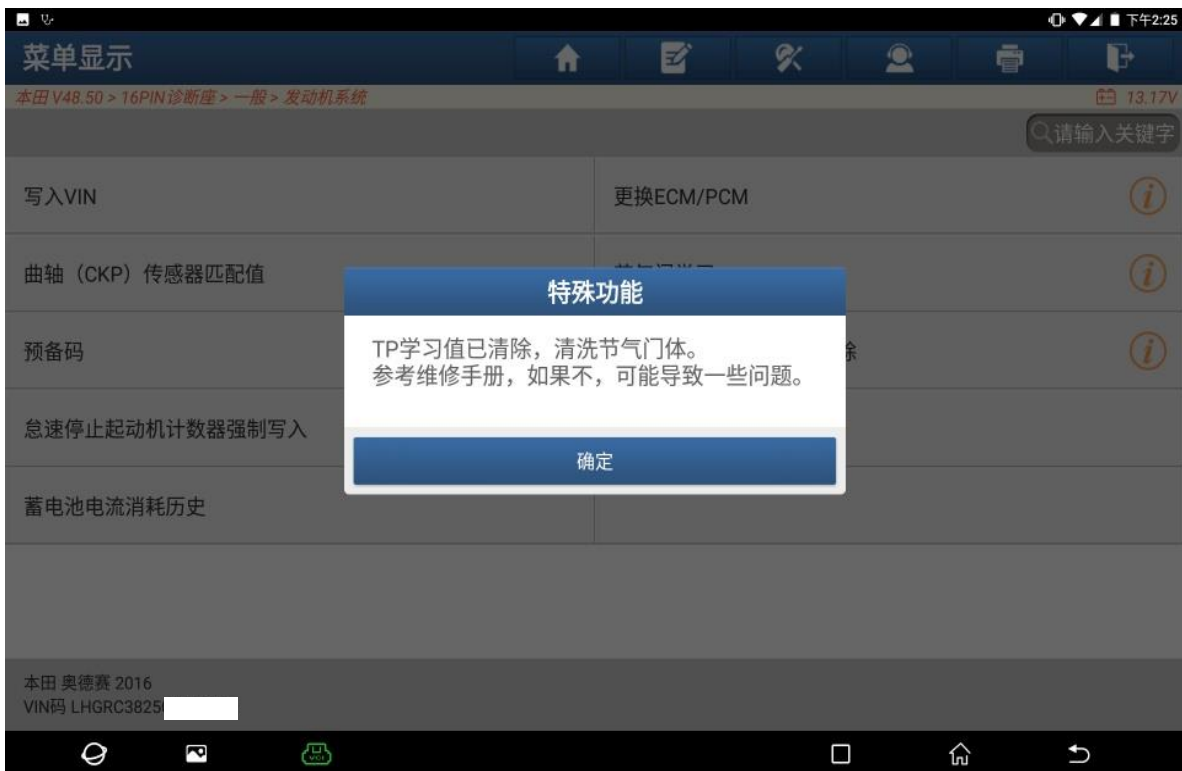 下午2:25
菜单显示
本田 V48.50 > 16PIN诊断座 > 一般 > 发动机系统
13.17V
请输入关键字
写入VIN
更换ECM/PCM
曲轴（CKP）传感器匹配值
特殊功能
预备码
TP学习值已清除，清洗节气门体。
参考维修手册，如果不，可能导致一些问题。
除
怠速停止起动机计数器强制写入
确定
蓄电池电流消耗历史
本田 奥德赛 2016
VIN码 LHGRC3825
VCI